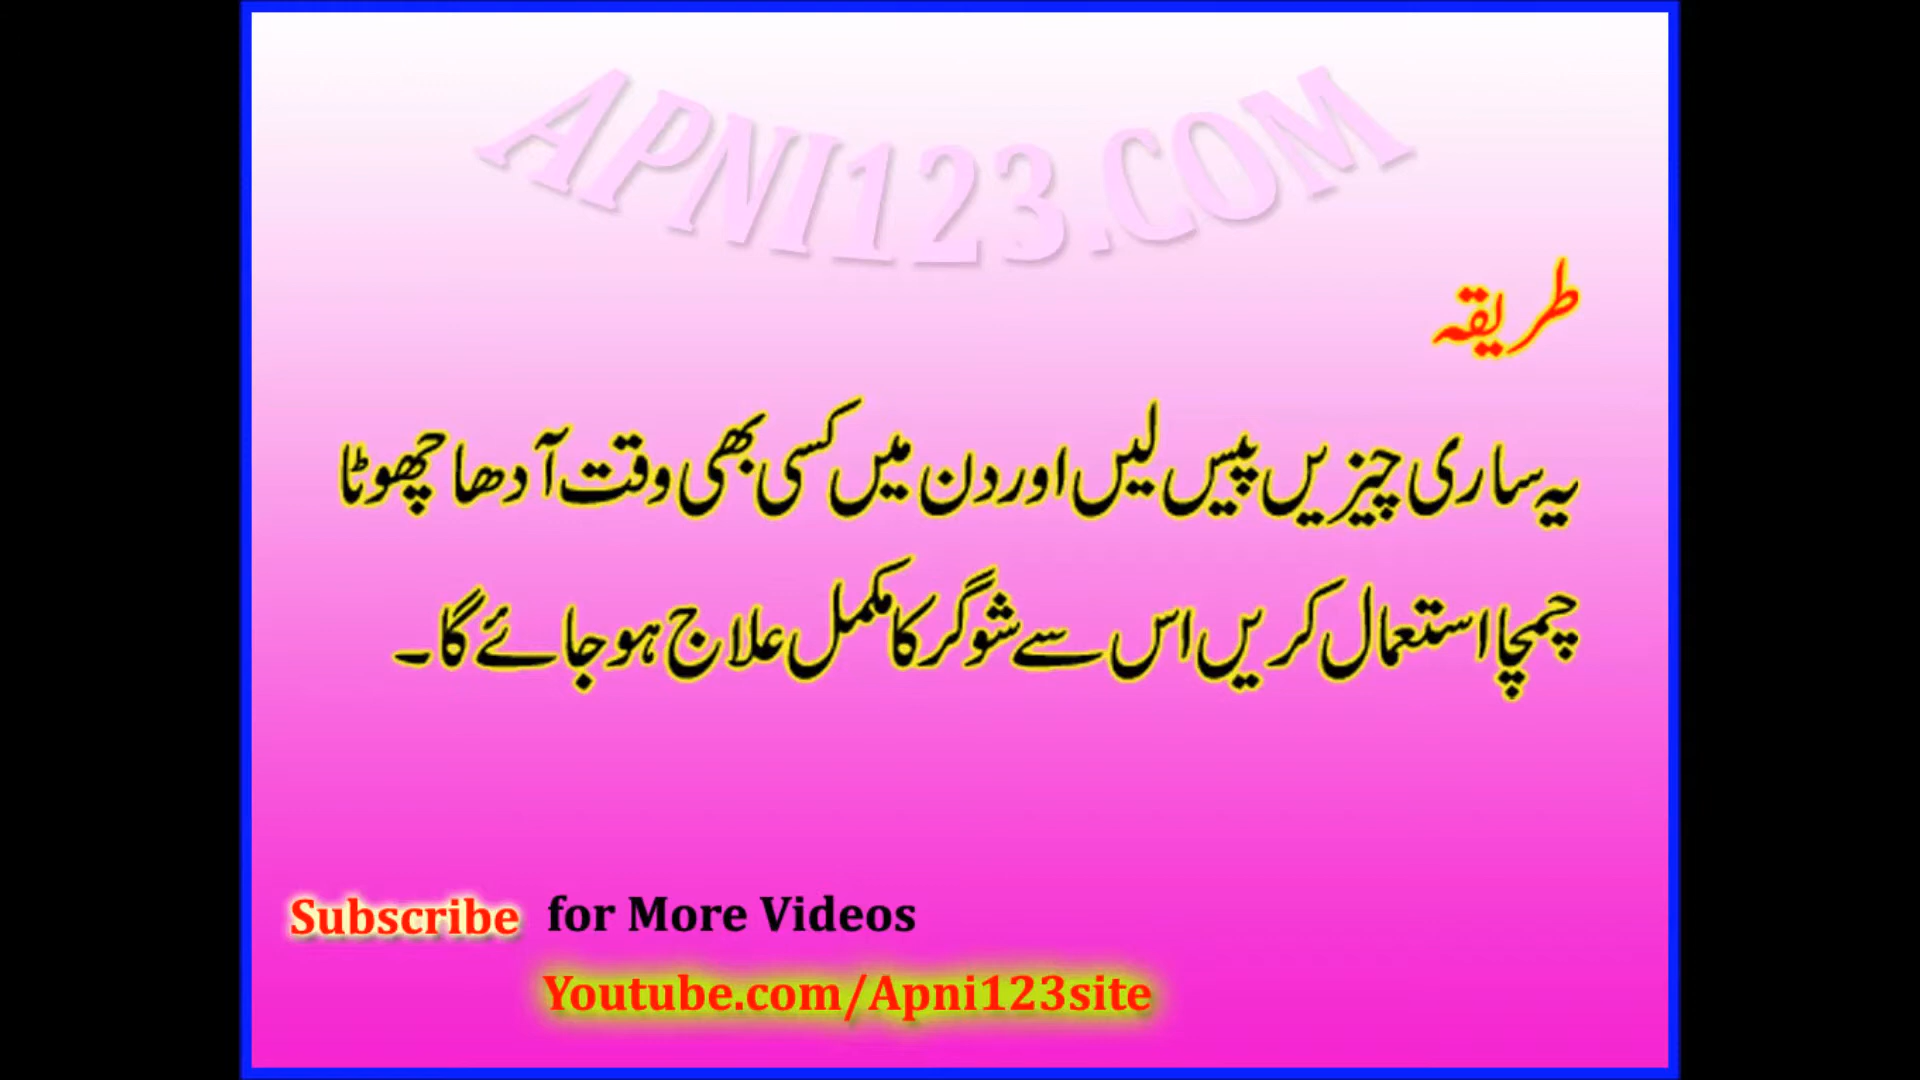 APNI123.COM
طریقہ
یہ ساری چیزیں پیس لیں اور دن میں کسی بھی وقت آدھا چھوٹا
چمچا استعمال کریں اس سے شوگر کا مکمل علاج ہو جائے گا۔
Subscribe for More Videos
Youtube.com/Apni123site